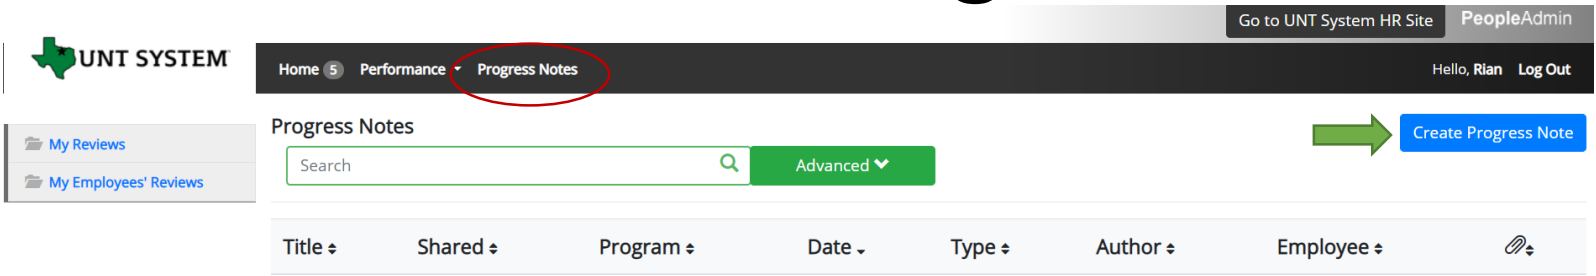 Go to UNT System HR Site PeopleAdmin
UNT SYSTEM
Home 5 Performance Progress Notes Hello, Rian Log Out
My Reviews
My Employees' Reviews
Progress Notes
Create Progress Note
Search Advanced
Title Shared Program Date Type Author Employee